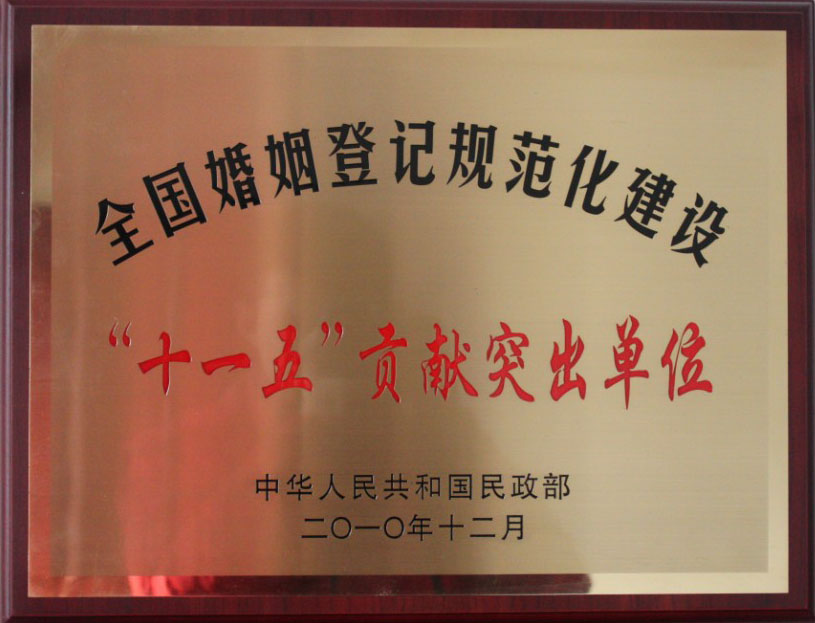 全国婚姻登记规范化建设
“十一五”贡献突出单位
中华人民共和国民政部
二〇一〇年十二月